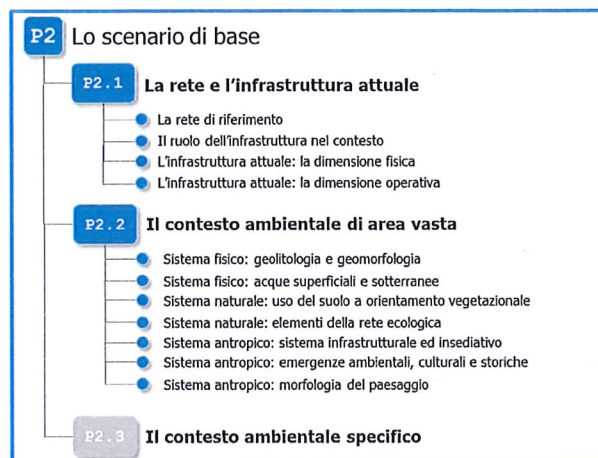 P2 Lo scenario di base
P2.1 La rete e l'infrastruttura attuale
La rete di riferimento
Il ruolo dell'infrastruttura nel contesto
L'infrastruttura attuale: la dimensione fisica
L'infrastruttura attuale: la dimensione operativa
P2.2 Il contesto ambientale di area vasta
Sistema fisico: geolitologia e geomorfologia
Sistema fisico: acque superficiali e sotterranee
Sistema naturale: uso del suolo a orientamento vegetazionale
Sistema naturale: elementi della rete ecologica
Sistema antropico: sistema infrastrutturale ed insediativo
Sistema antropico: emergenze ambientali, culturali e storiche
Sistema antropico: morfologia del paesaggio
P2.3 Il contesto ambientale specifico